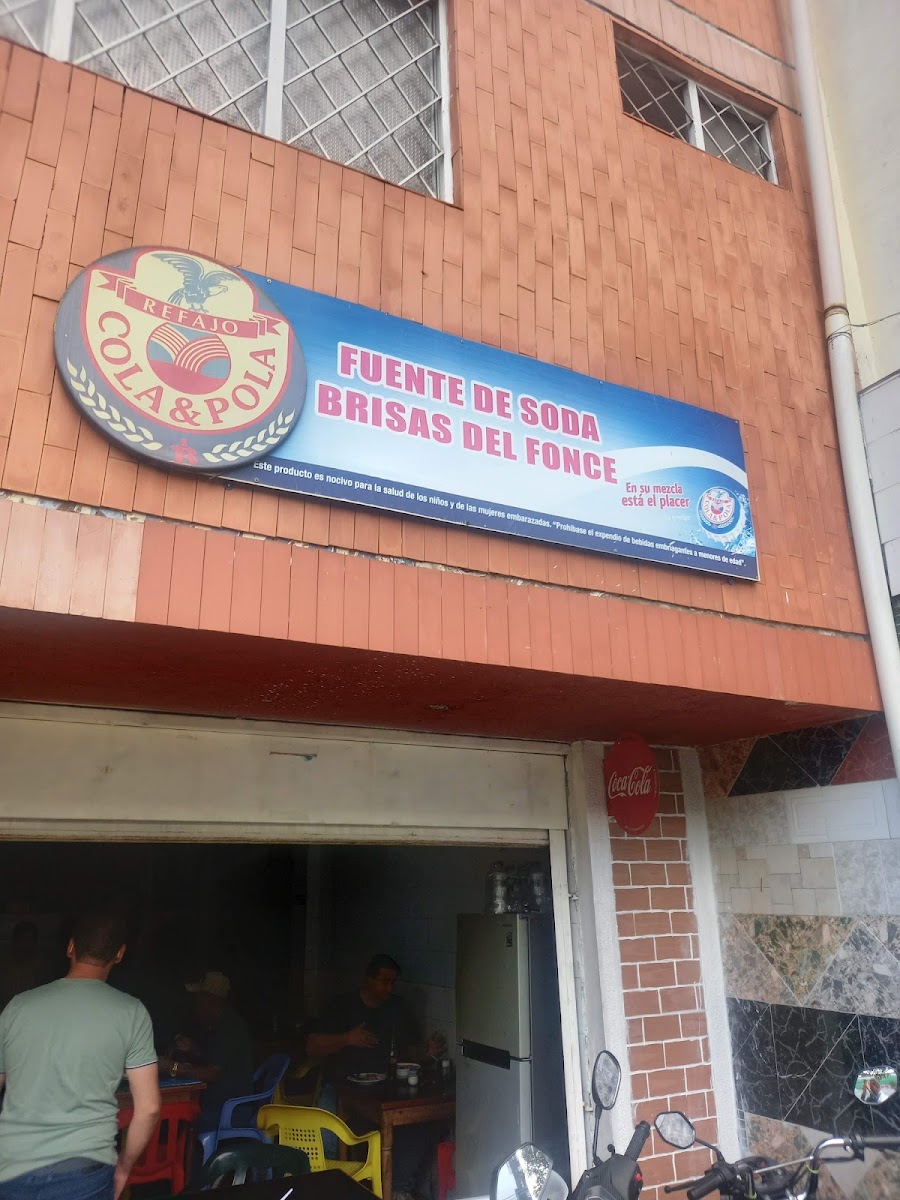 REFAJO
COLA & POLA
FUENTE DE SODA
BRISAS DEL FONCE
En su mezcla
está el placer
Este producto es nocivo para la salud de los niños y de las mujeres embarazadas. "Prohíbase el expendio de bebidas embriagantes a menores de edad".
COLA&POLA
Coca-Cola